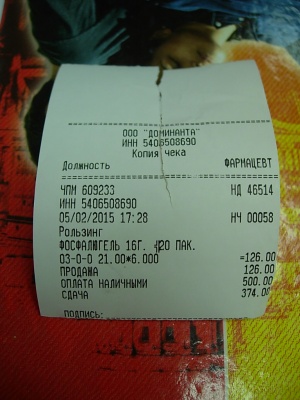 ООО "ДОМИНАНТА"
ИНН 5406508690
Копия чека
Должность ФАРМАЦЕВТ
ЧПМ 609233 НД 46514
ИНН 5406508690
05/02/2015 17:28 НЧ 00058
Рользинг
ФОСФАЛЮГЕЛЬ 16Г. 20 ПАК.
03-0-0 21.00*6.000 =126.00
ПРОДАЖА 126.00
ОПЛАТА НАЛИЧНЫМИ 500.00
СДАЧА 374.00
ПОДПИСЬ: